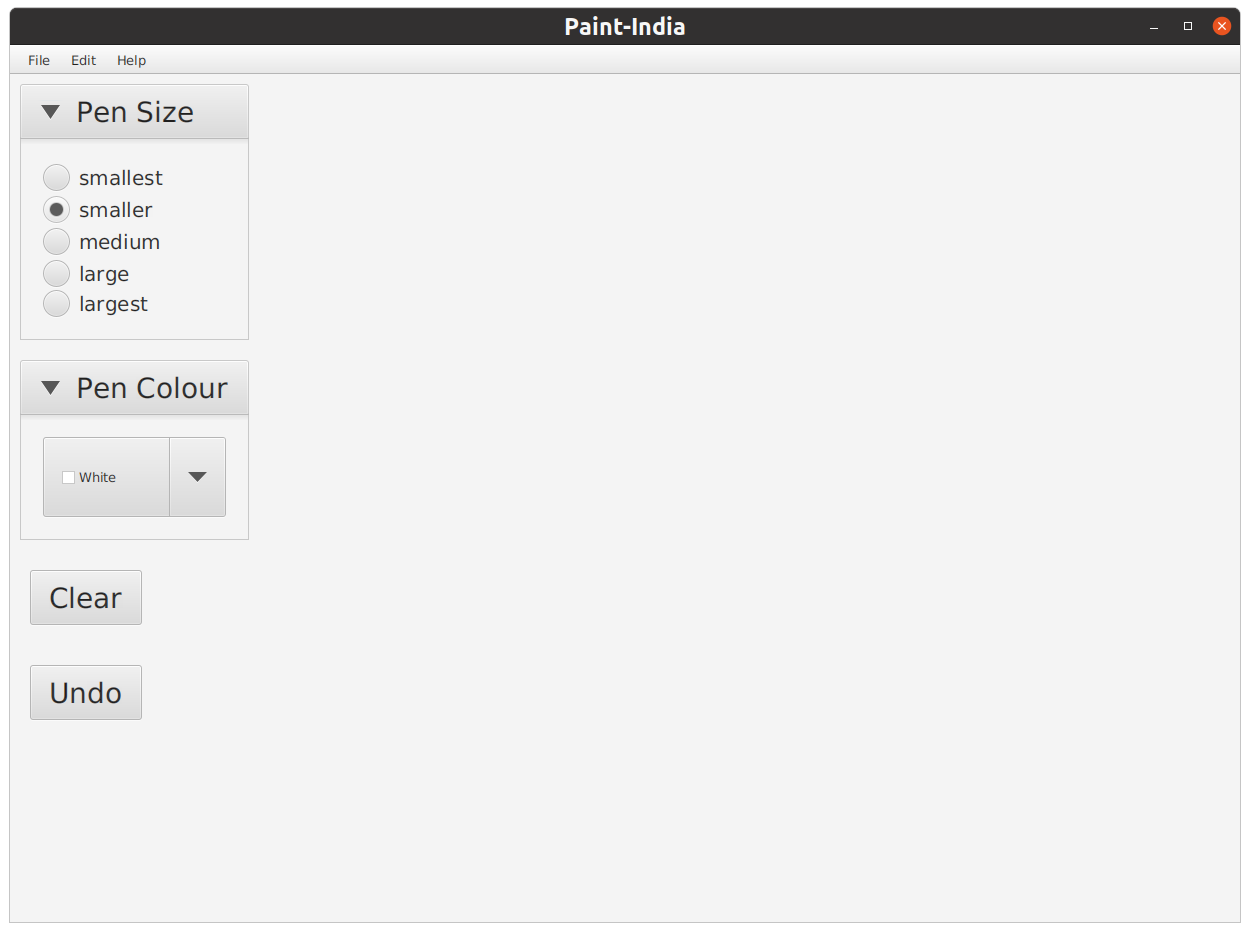 Paint-India
File Edit Help
Pen Size
smallest
smaller
medium
large
largest
Pen Colour
White
Clear
Undo